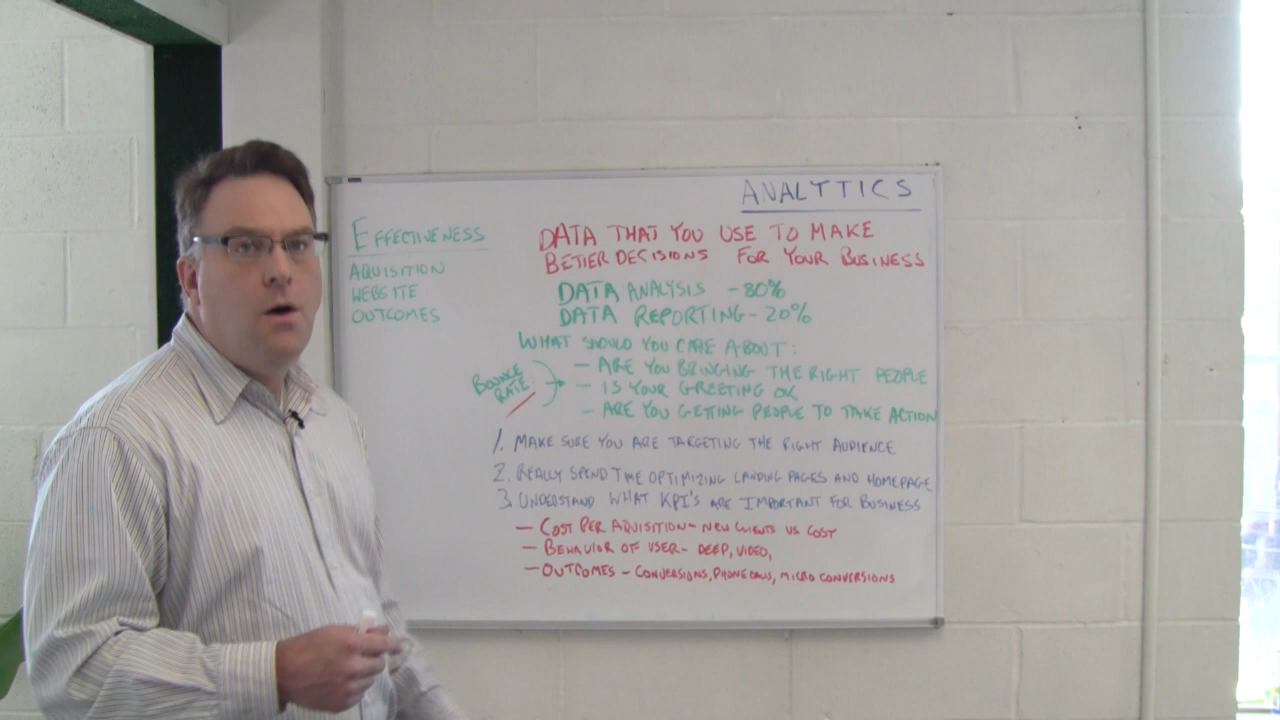 ANALYTICS
EFFECTIVENESS
AQUISITION
WEBSITE
OUTCOMES
DATA THAT YOU USE TO MAKE
BETTER DECISIONS FOR YOUR BUSINESS
DATA ANALYSIS - 80%
DATA REPORTING - 20%
WHAT SHOULD YOU CARE ABOUT:
- ARE YOU BRINGING THE RIGHT PEOPLE
- IS YOUR GREETING OK
- ARE YOU GETTING PEOPLE TO TAKE ACTION
BOUNCE
RATE
1. MAKE SURE YOU ARE TARGETING THE RIGHT AUDIENCE
2. REALLY SPEND TIME OPTIMIZING LANDING PAGES AND HOMEPAGE
3. UNDERSTAND WHAT KPI'S ARE IMPORTANT FOR BUSINESS
- COST PER AQUISITION - NEW CLIENTS VS COST
- BEHAVIOR OF USER - DEEP, VIDEO,
- OUTCOMES - CONVERSIONS, PHONE CALLS, MICRO CONVERSIONS